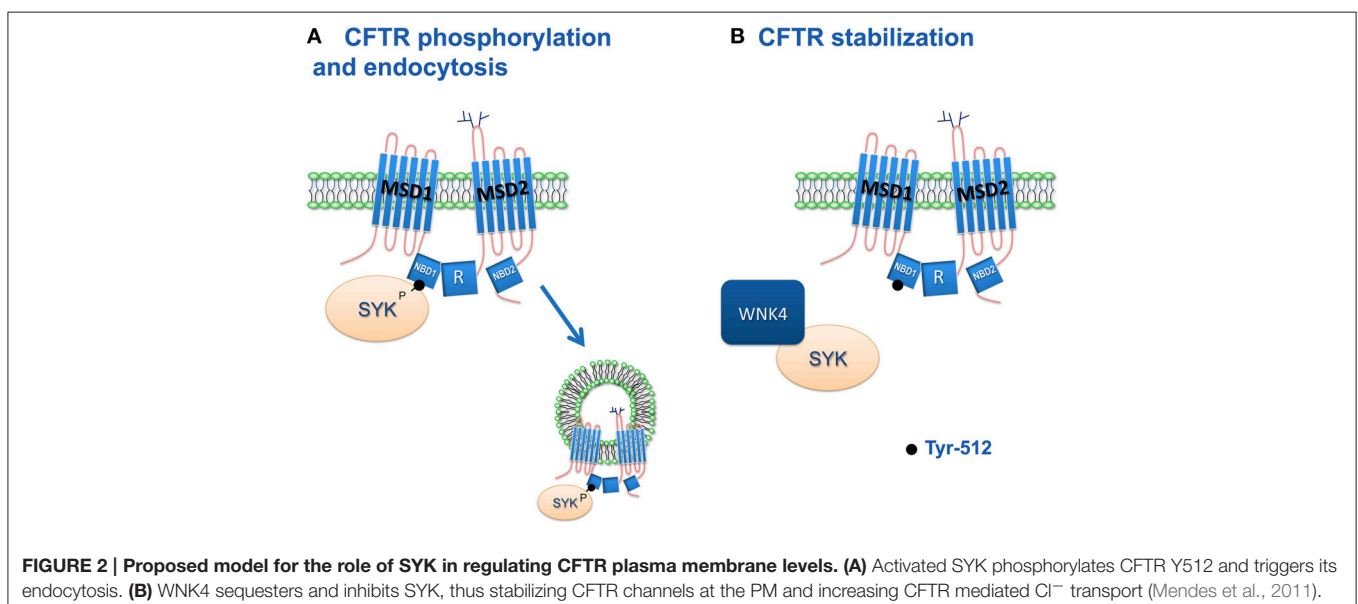 A CFTR phosphorylation
and endocytosis
B CFTR stabilization
MSD1
MSD2
MSD1
MSD2
NBD1
R
NBD2
NBD1
R
NBD2
P
SYK
WNK4
SYK
Tyr-512
P
SYK
FIGURE 2 | Proposed model for the role of SYK in regulating CFTR plasma membrane levels. (A) Activated SYK phosphorylates CFTR Y512 and triggers its
endocytosis. (B) WNK4 sequesters and inhibits SYK, thus stabilizing CFTR channels at the PM and increasing CFTR mediated Cl⁻ transport (Mendes et al., 2011).